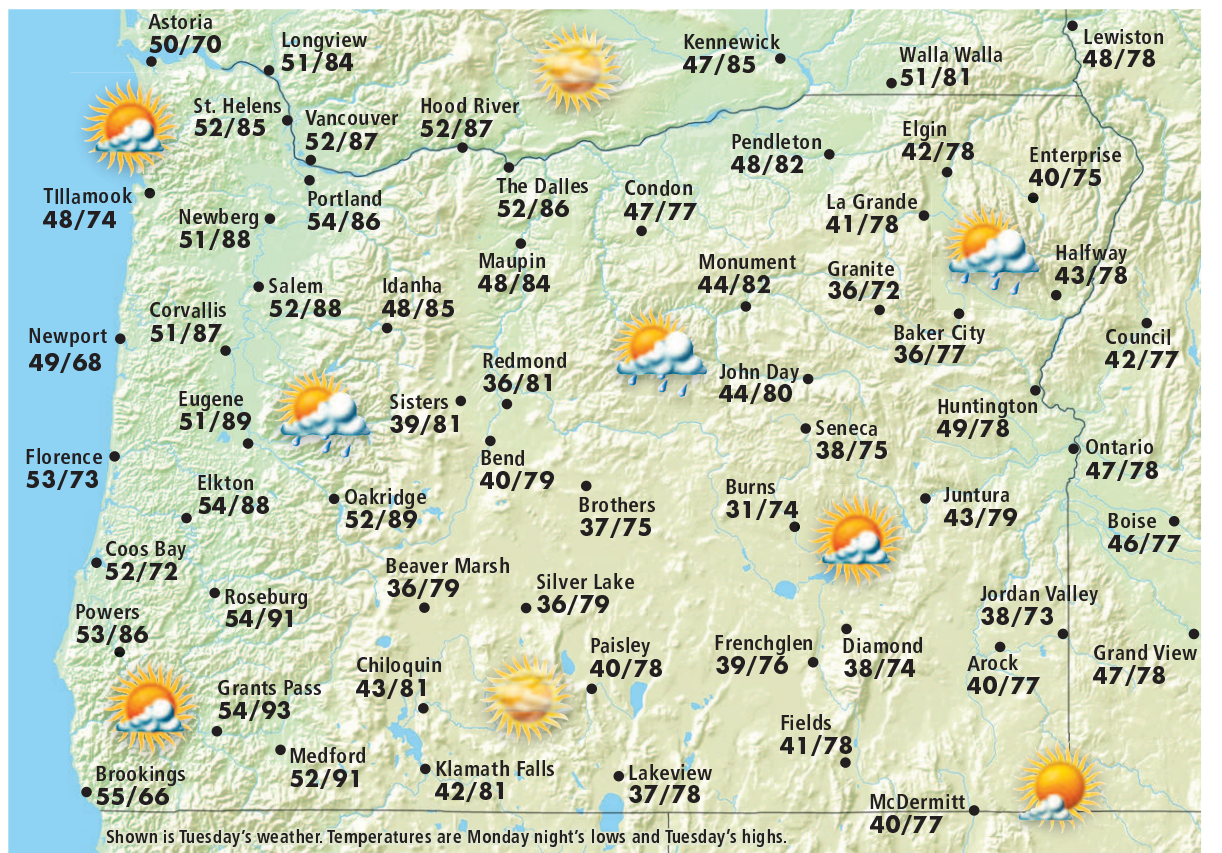 Astoria
50/70
Longview
51/84
Kennewick
47/85
Walla Walla
51/81
Lewiston
48/78
St. Helens
52/85
Vancouver
52/87
Hood River
52/87
Pendleton
48/82
Elgin
42/78
Enterprise
40/75
TIllamook
48/74
Newberg
51/88
Portland
54/86
The Dalles
52/86
Condon
47/77
La Grande
41/78
Maupin
48/84
Monument
44/82
Granite
36/72
Halfway
43/78
Salem
52/88
Idanha
48/85
Corvallis
51/87
Newport
49/68
Baker City
36/77
Council
42/77
Redmond
36/81
John Day
44/80
Eugene
51/89
Sisters
39/81
Huntington
49/78
Seneca
38/75
Florence
53/73
Bend
40/79
Ontario
47/78
Elkton
54/88
Oakridge
52/89
Brothers
37/75
Burns
31/74
Juntura
43/79
Boise
46/77
Coos Bay
52/72
Beaver Marsh
36/79
Silver Lake
36/79
Roseburg
54/91
Jordan Valley
38/73
Powers
53/86
Paisley
40/78
Frenchglen
39/76
Diamond
38/74
Arock
40/77
Grand View
47/78
Chiloquin
43/81
Grants Pass
54/93
Fields
41/78
Medford
52/91
Klamath Falls
42/81
Lakeview
37/78
Brookings
55/66
McDermitt
40/77
Shown is Tuesday's weather. Temperatures are Monday night's lows and Tuesday's highs.